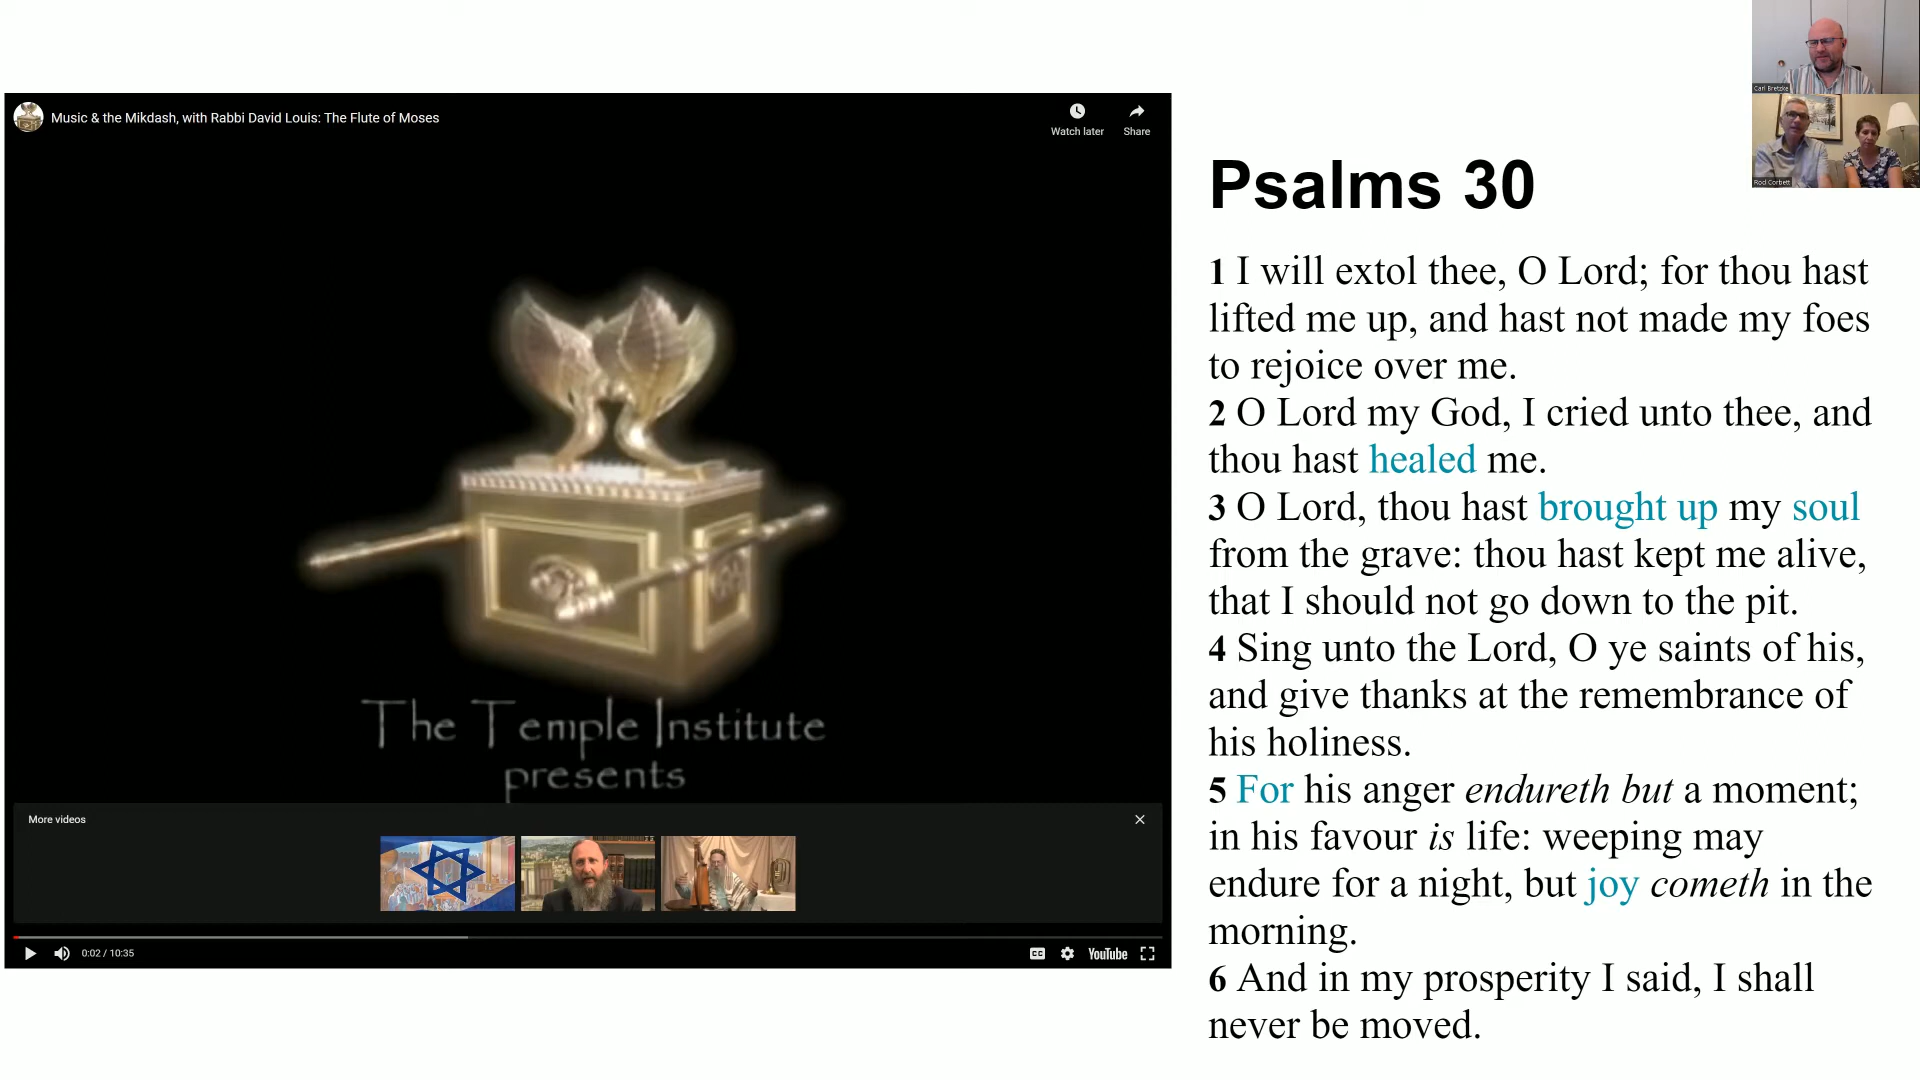 Music & the Mikdash, with Rabbi David Louis: The Flute of Moses
Watch later
Share
The Temple Institute
presents
More videos
0:02 / 10:35
CC
YouTube
Carl Bretzke
Rod Corbett
Psalms 30
1 I will extol thee, O Lord; for thou hast
lifted me up, and hast not made my foes
to rejoice over me.
2 O Lord my God, I cried unto thee, and
thou hast healed me.
3 O Lord, thou hast brought up my soul
from the grave: thou hast kept me alive,
that I should not go down to the pit.
4 Sing unto the Lord, O ye saints of his,
and give thanks at the remembrance of
his holiness.
5 For his anger endureth but a moment;
in his favour is life: weeping may
endure for a night, but joy cometh in the
morning.
6 And in my prosperity I said, I shall
never be moved.